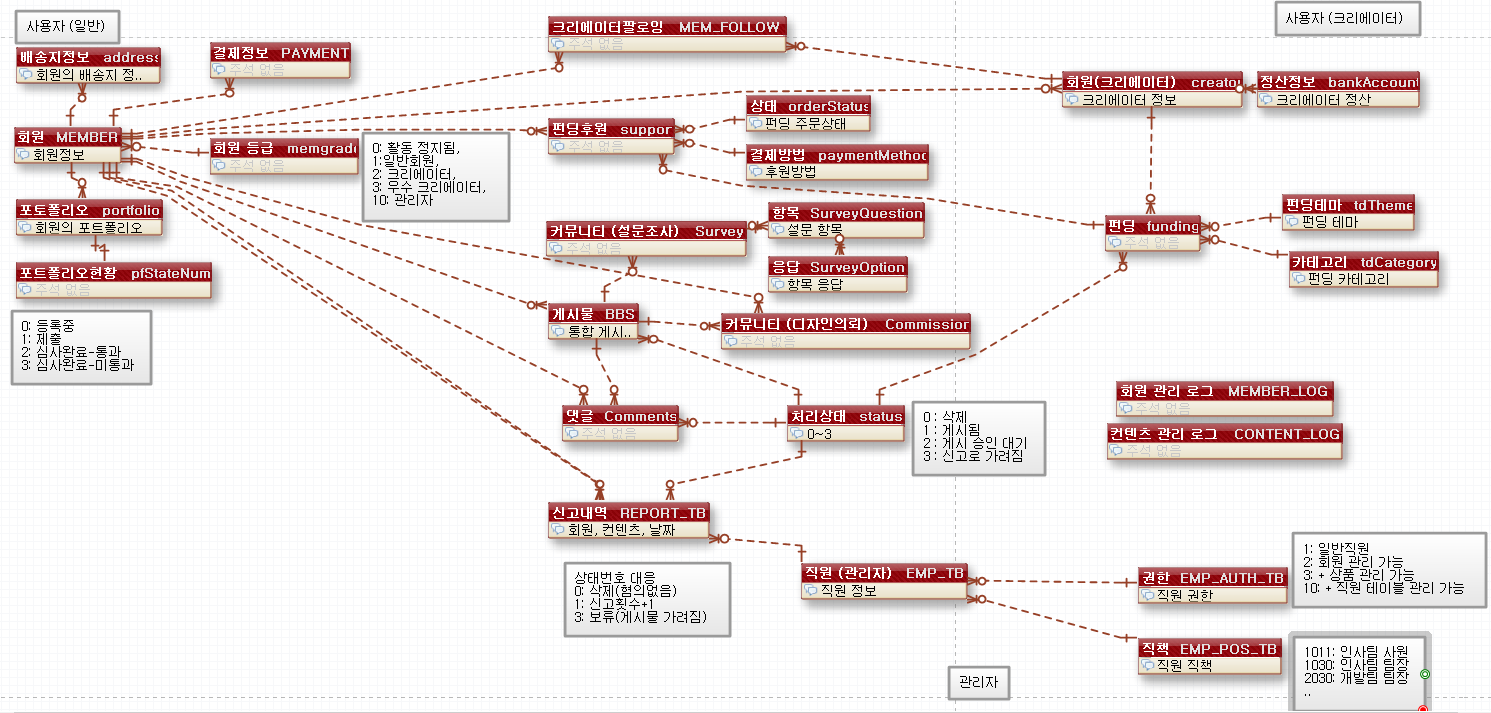 사용자 (일반)
사용자 (크리에이터)
크리에이터팔로잉 MEM_FOLLOW
주석 없음
배송지정보 address
회원의 배송지 정..
결제정보 PAYMENT
주석 없음
회원(크리에이터) creato
크리에이터 정보
정산정보 bankAccount
크리에이터 정산
상태 orderStatus
펀딩 주문상태
회원 MEMBER
회원정보
회원 등급 memgrade
주석 없음
0: 활동 정지됨,
1:일반회원,
2: 크리에이터,
3: 우수 크리에이터,
10: 관리자
펀딩후원 suppor
주석 없음
결제방법 paymentMethod
후원방법
포토폴리오 portfolio
회원의 포트폴리오
커뮤니티 (설문조사) Survey
주석 없음
항목 SurveyQuestion
설문 항목
펀딩 funding
주석 없음
펀딩테마 tdTheme
펀딩 테마
포트폴리오현황 pfStateNum
주석 없음
응답 SurveyOption
항목 응답
카테고리 tdCategory
펀딩 카테고리
0: 등록중
1: 제출
2: 심사완료-통과
3: 심사완료-미통과
게시물 BBS
통합 게시..
커뮤니티 (디자인의뢰) Commission
주석 없음
회원 관리 로그 MEMBER_LOG
주석 없음
댓글 Comments
주석 없음
처리상태 status
0~3
0 : 삭제
1 : 게시됨
2 : 게시 승인 대기
3 : 신고로 가려짐
컨텐츠 관리 로그 CONTENT_LOG
주석 없음
신고내역 REPORT_TB
회원, 컨텐츠, 날짜
상태번호 대응
0: 삭제(혐의없음)
1: 신고횟수+1
3: 보류(게시물 가려짐)
직원 (관리자) EMP_TB
직원 정보
권한 EMP_AUTH_TB
직원 권한
1: 일반직원
2: 회원 관리 가능
3: + 상품 관리 가능
10: + 직원 테이블 관리 가능
직책 EMP_POS_TB
직원 직책
1011: 인사팀 사원
1030: 인사팀 팀장
2030: 개발팀 팀장
..
관리자